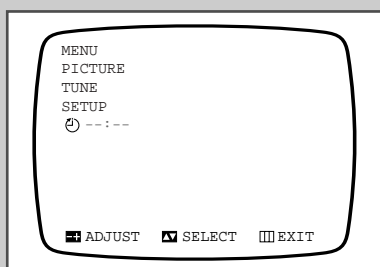 MENU
PICTURE
TUNE
SETUP
--:--
ADJUST SELECT EXIT